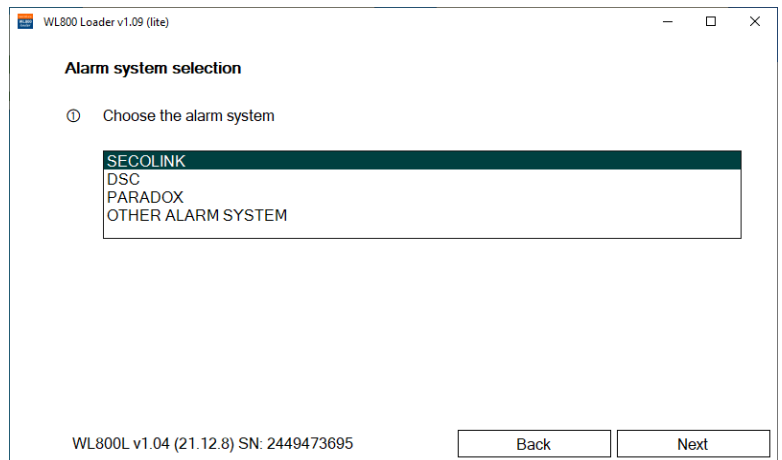 WL800 Loader v1.09 (lite)
Alarm system selection
① Choose the alarm system
SECOLINK
DSC
PARADOX
OTHER ALARM SYSTEM
WL800L v1.04 (21.12.8) SN: 2449473695
Back
Next